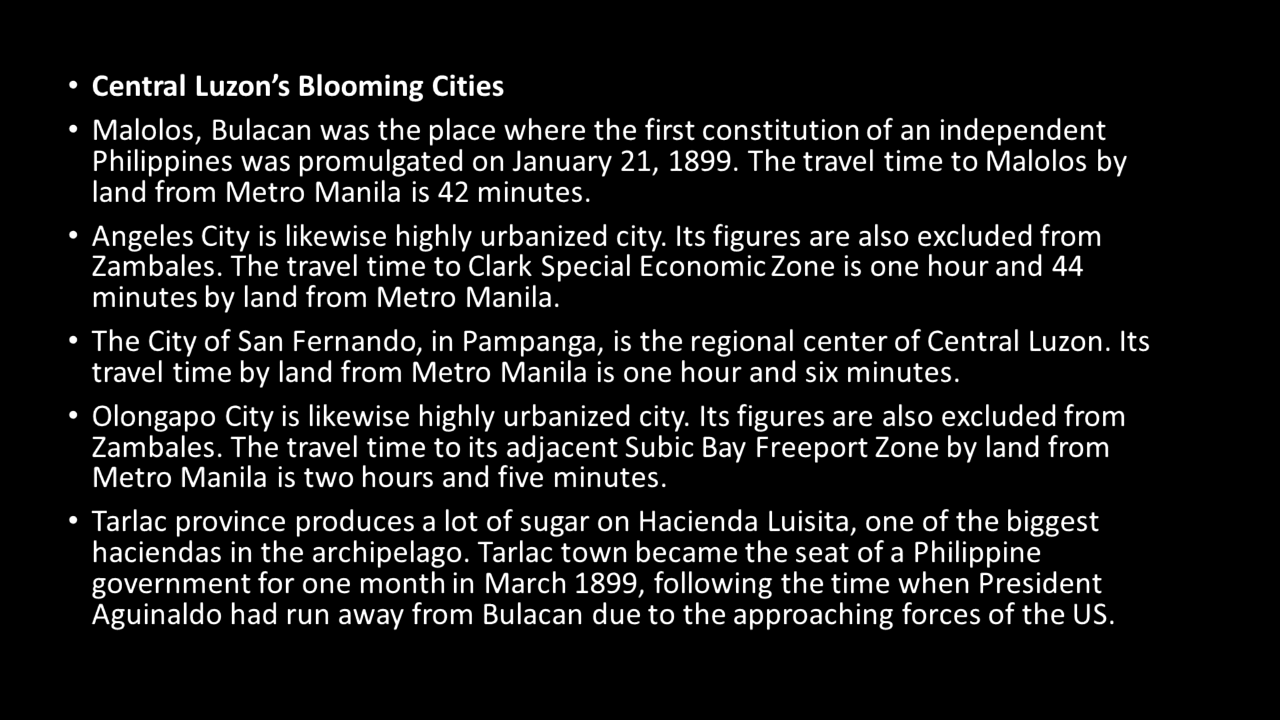 • Central Luzon’s Blooming Cities
• Malolos, Bulacan was the place where the first constitution of an independent
Philippines was promulgated on January 21, 1899. The travel time to Malolos by
land from Metro Manila is 42 minutes.
• Angeles City is likewise highly urbanized city. Its figures are also excluded from
Zambales. The travel time to Clark Special Economic Zone is one hour and 44
minutes by land from Metro Manila.
• The City of San Fernando, in Pampanga, is the regional center of Central Luzon. Its
travel time by land from Metro Manila is one hour and six minutes.
• Olongapo City is likewise highly urbanized city. Its figures are also excluded from
Zambales. The travel time to its adjacent Subic Bay Freeport Zone by land from
Metro Manila is two hours and five minutes.
• Tarlac province produces a lot of sugar on Hacienda Luisita, one of the biggest
haciendas in the archipelago. Tarlac town became the seat of a Philippine
government for one month in March 1899, following the time when President
Aguinaldo had run away from Bulacan due to the approaching forces of the US.